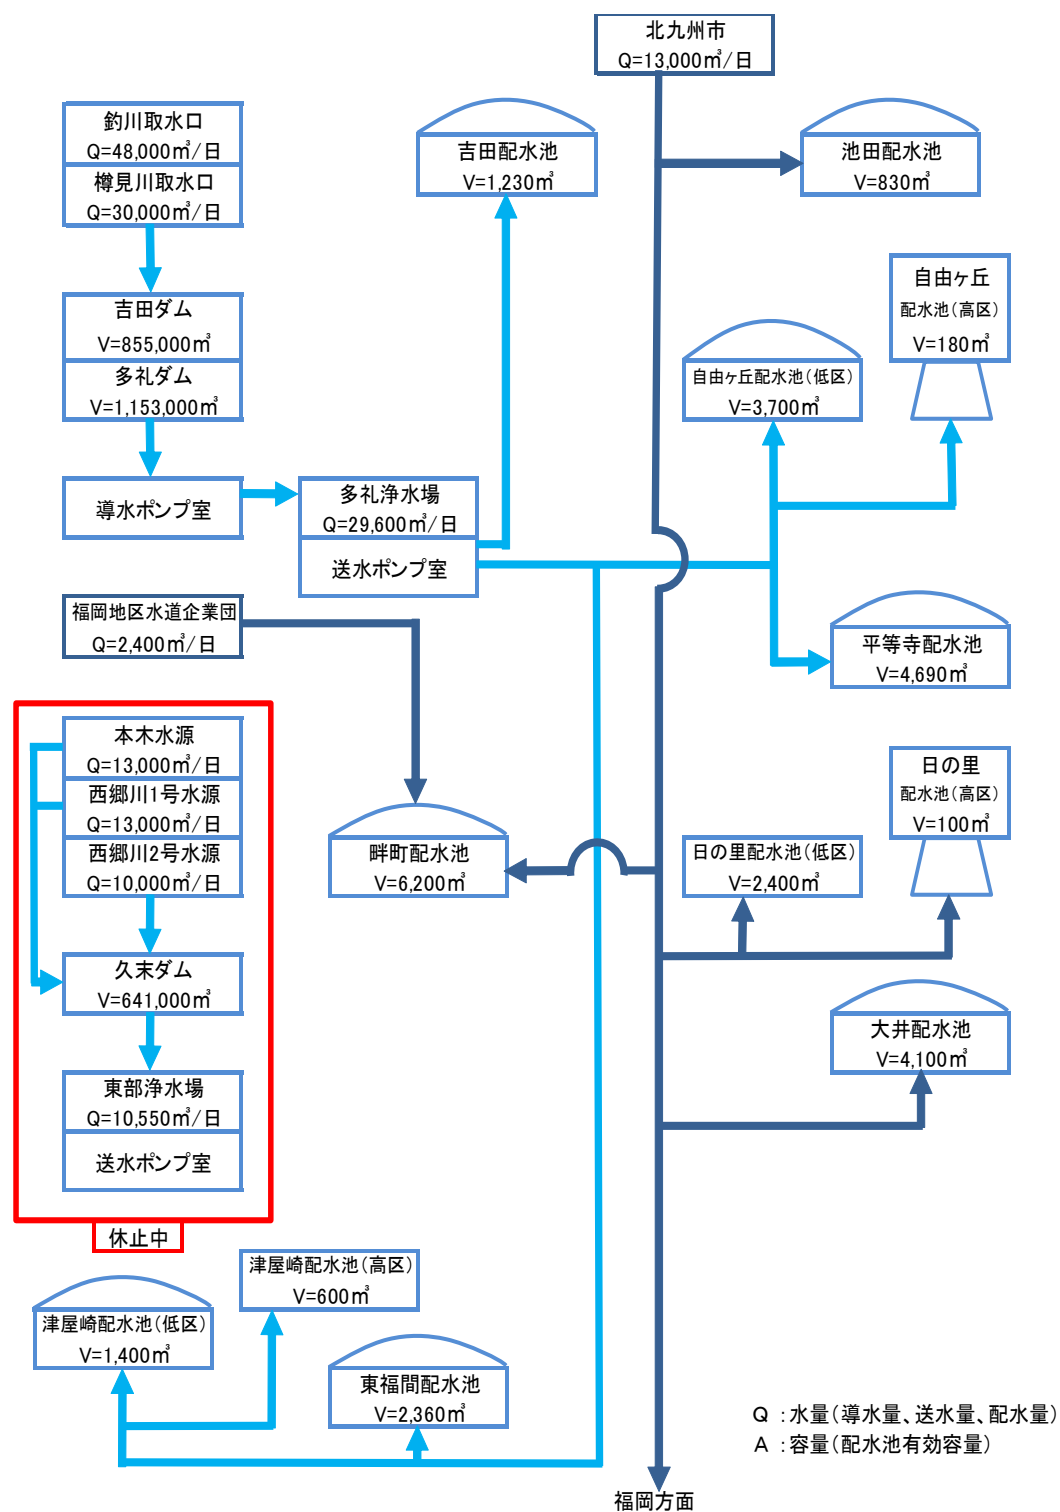 北九州市
Q=13,000㎥/日
釣川取水口
Q=48,000㎥/日
樽見川取水口
Q=30,000㎥/日
吉田配水池
V=1,230㎥
池田配水池
V=830㎥
自由ヶ丘
配水池(高区)
V=180㎥
吉田ダム
V=855,000㎥
多礼ダム
V=1,153,000㎥
自由ヶ丘配水池(低区)
V=3,700㎥
導水ポンプ室
多礼浄水場
Q=29,600㎥/日
送水ポンプ室
福岡地区水道企業団
Q=2,400㎥/日
平等寺配水池
V=4,690㎥
本木水源
Q=13,000㎥/日
西郷川1号水源
Q=13,000㎥/日
西郷川2号水源
Q=10,000㎥/日
日の里
配水池(高区)
V=100㎥
畔町配水池
V=6,200㎥
日の里配水池(低区)
V=2,400㎥
久末ダム
V=641,000㎥
大井配水池
V=4,100㎥
東部浄水場
Q=10,550㎥/日
送水ポンプ室
休止中
津屋崎配水池(高区)
V=600㎥
津屋崎配水池(低区)
V=1,400㎥
東福間配水池
V=2,360㎥
Q :水量(導水量、送水量、配水量)
A :容量(配水池有効容量)
福岡方面